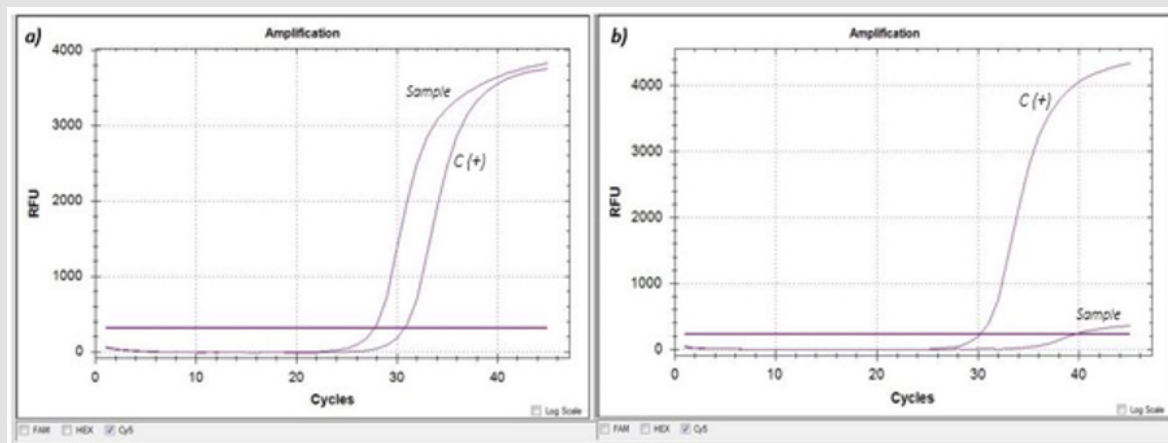 a)
Amplification
4000
3000
2000
1000
0
RFU
Sample
C (+)
0 10 20 30 40
Cycles
Log Scale
FAM HEX Cy5
b)
Amplification
4000
3000
2000
1000
0
RFU
C (+)
Sample
0 10 20 30 40
Cycles
Log Scale
FAM HEX Cy5